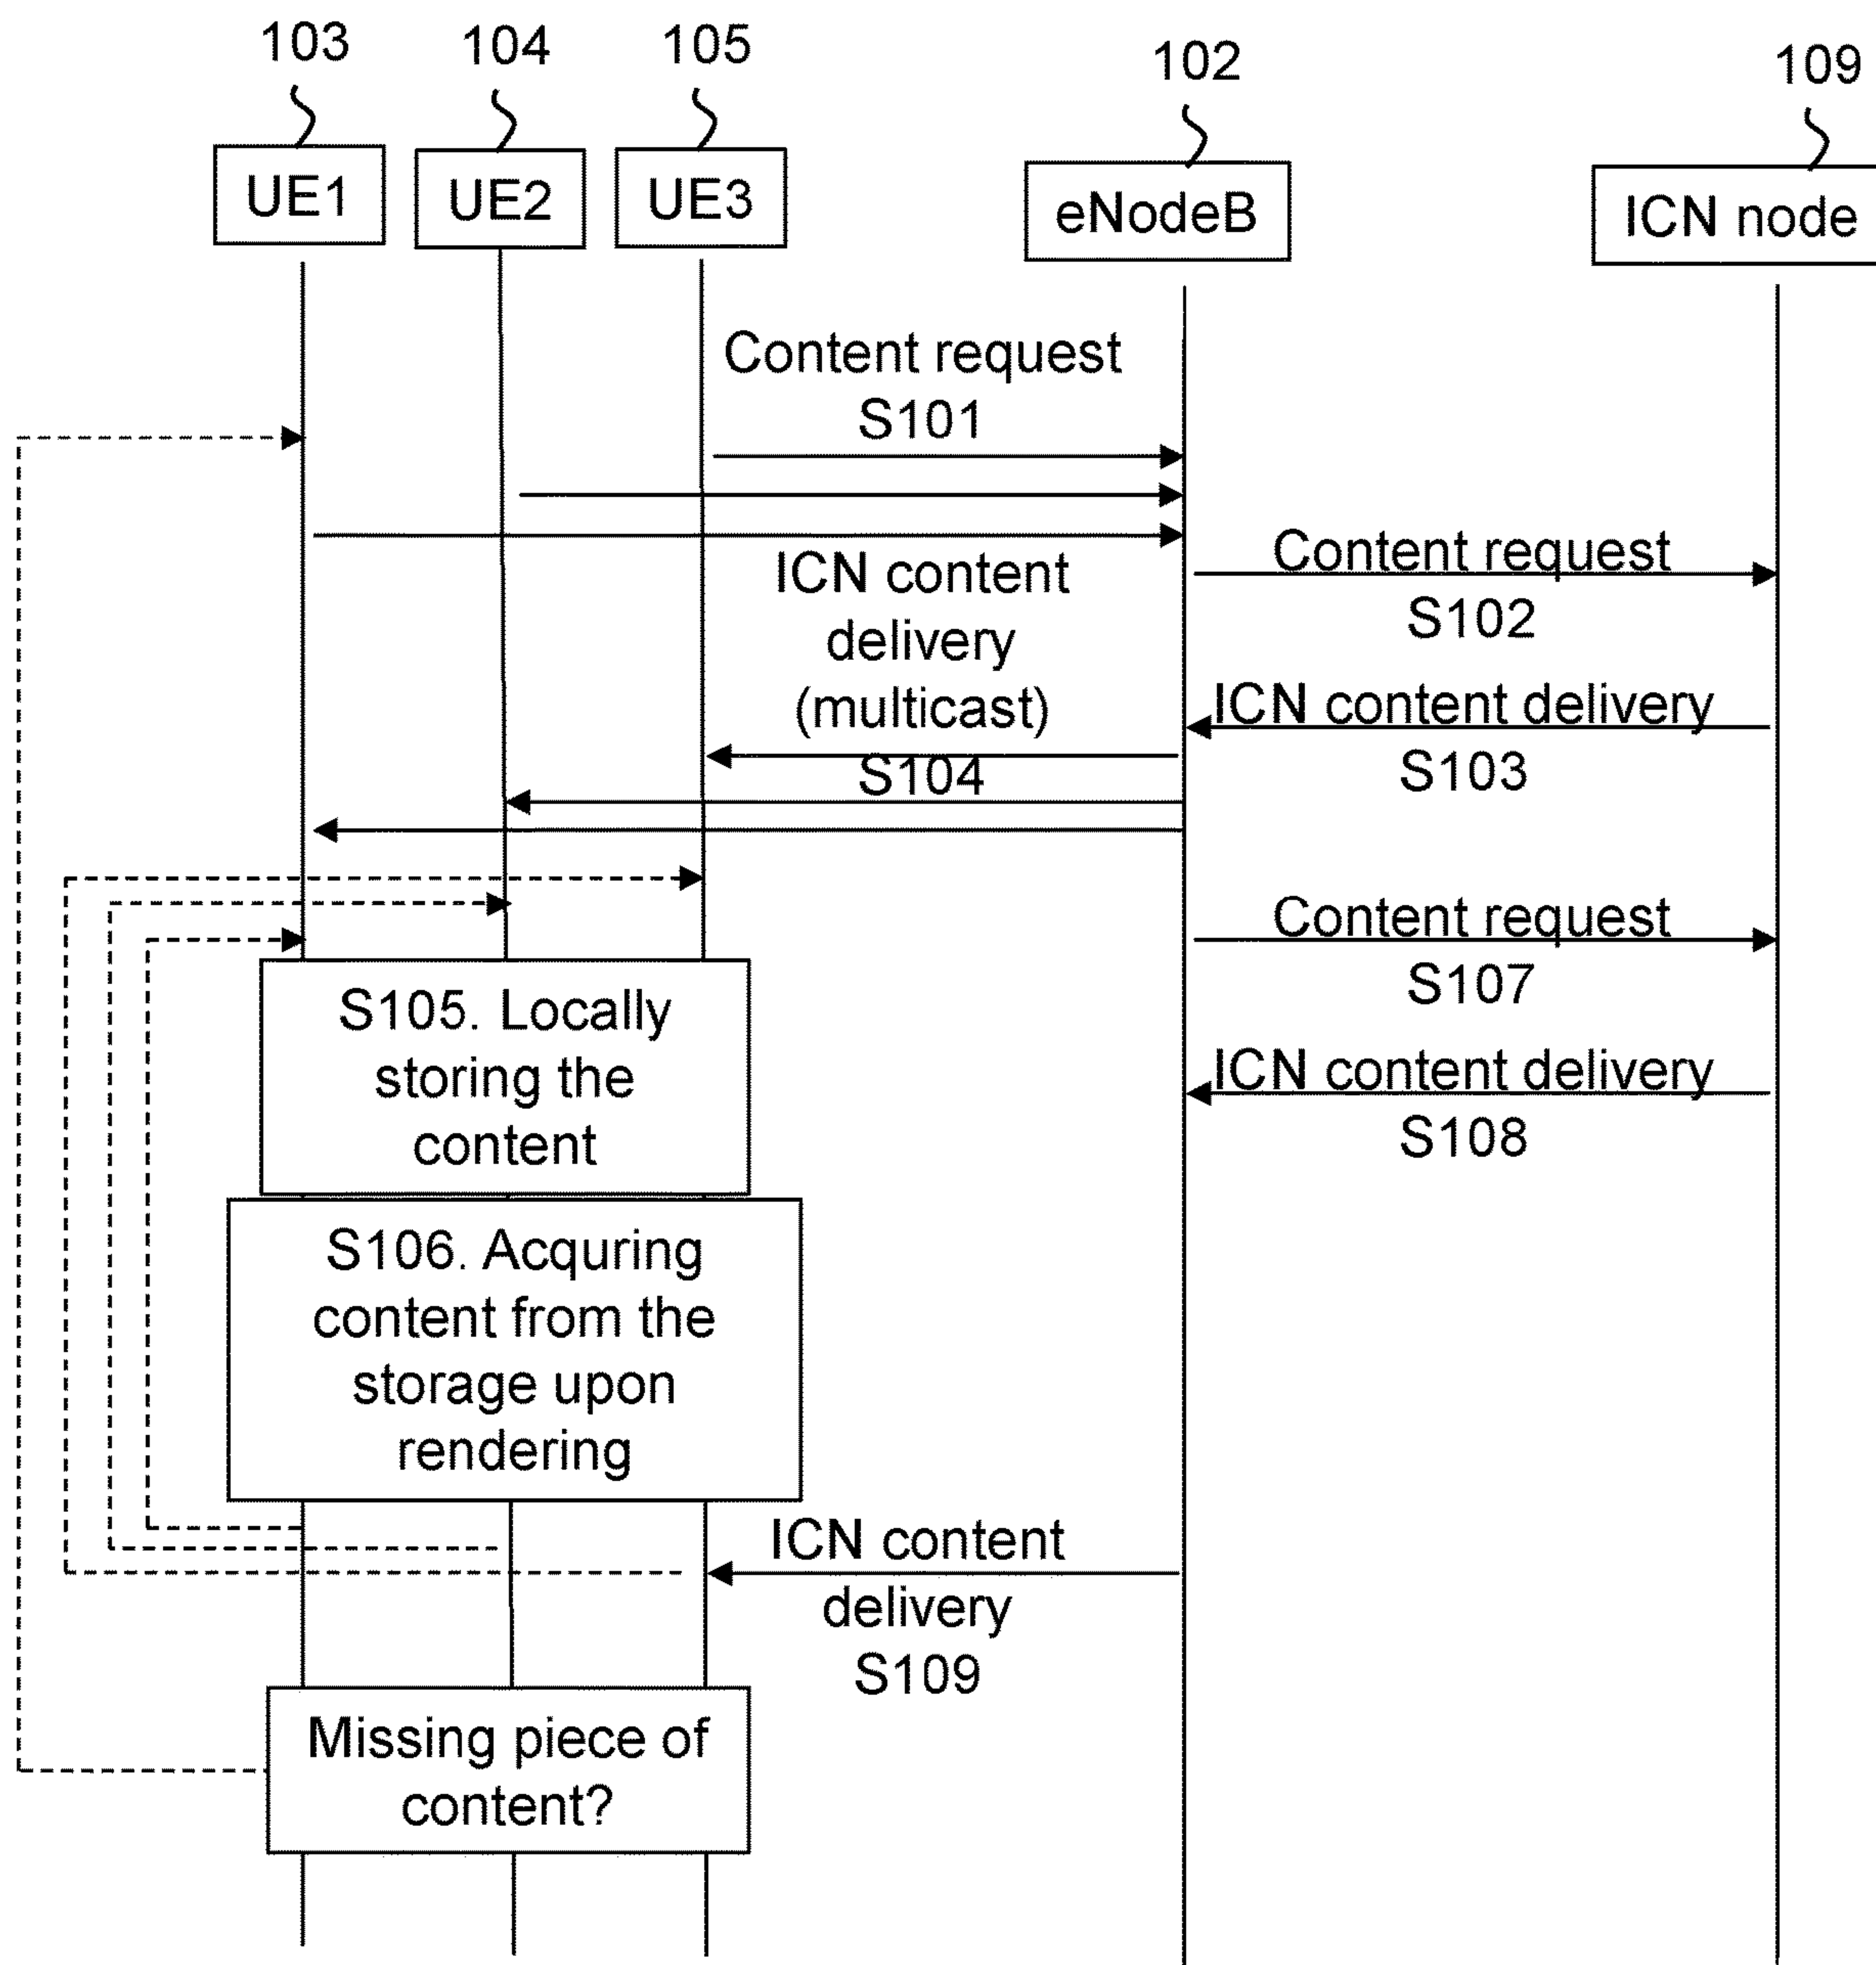 103
104
105
102
109
UE1
UE2
UE3
eNodeB
ICN node
Content request
S101
Content request
S102
ICN content
delivery
(multicast)
S104
ICN content delivery
S103
Content request
S107
S105. Locally
storing the
content
ICN content delivery
S108
S106. Acquring
content from the
storage upon
rendering
ICN content
delivery
S109
Missing piece of
content?